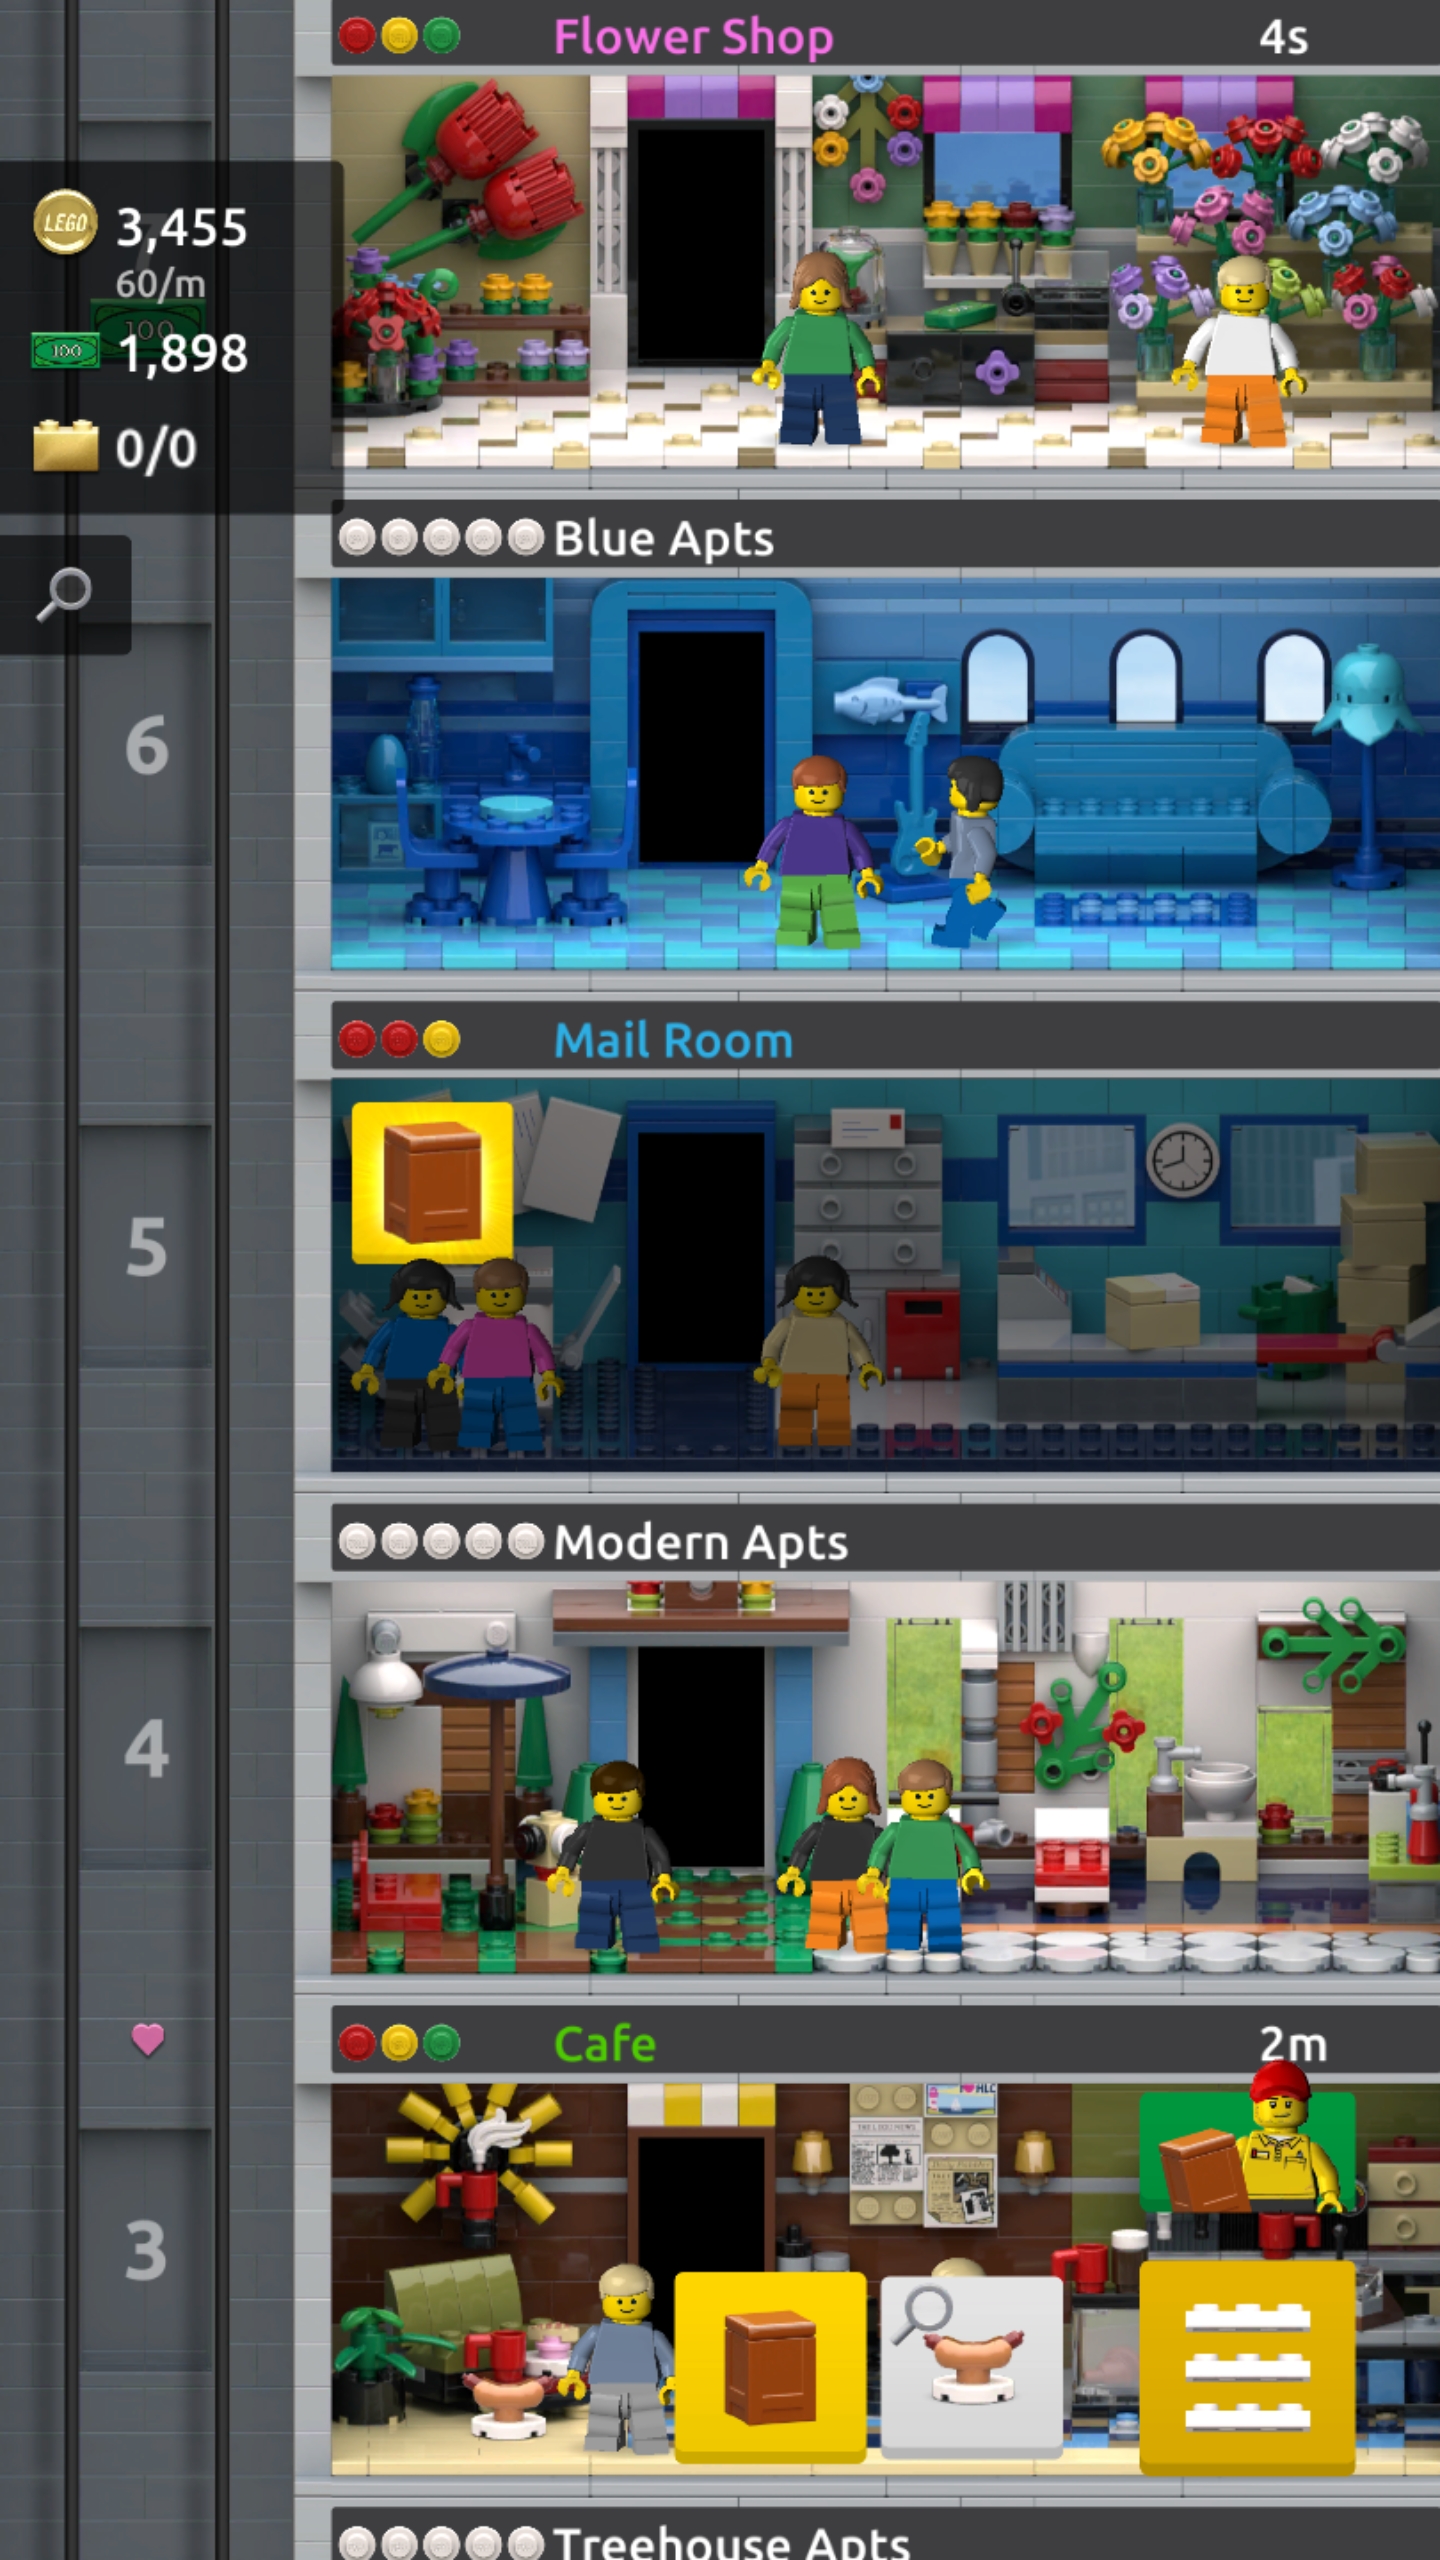 Flower Shop 4s
LEGO 3,455
60/m
100
100 1,898
0/0
Blue Apts
6
Mail Room
5
Modern Apts
4
Cafe 2m
3
Treehouse Apts